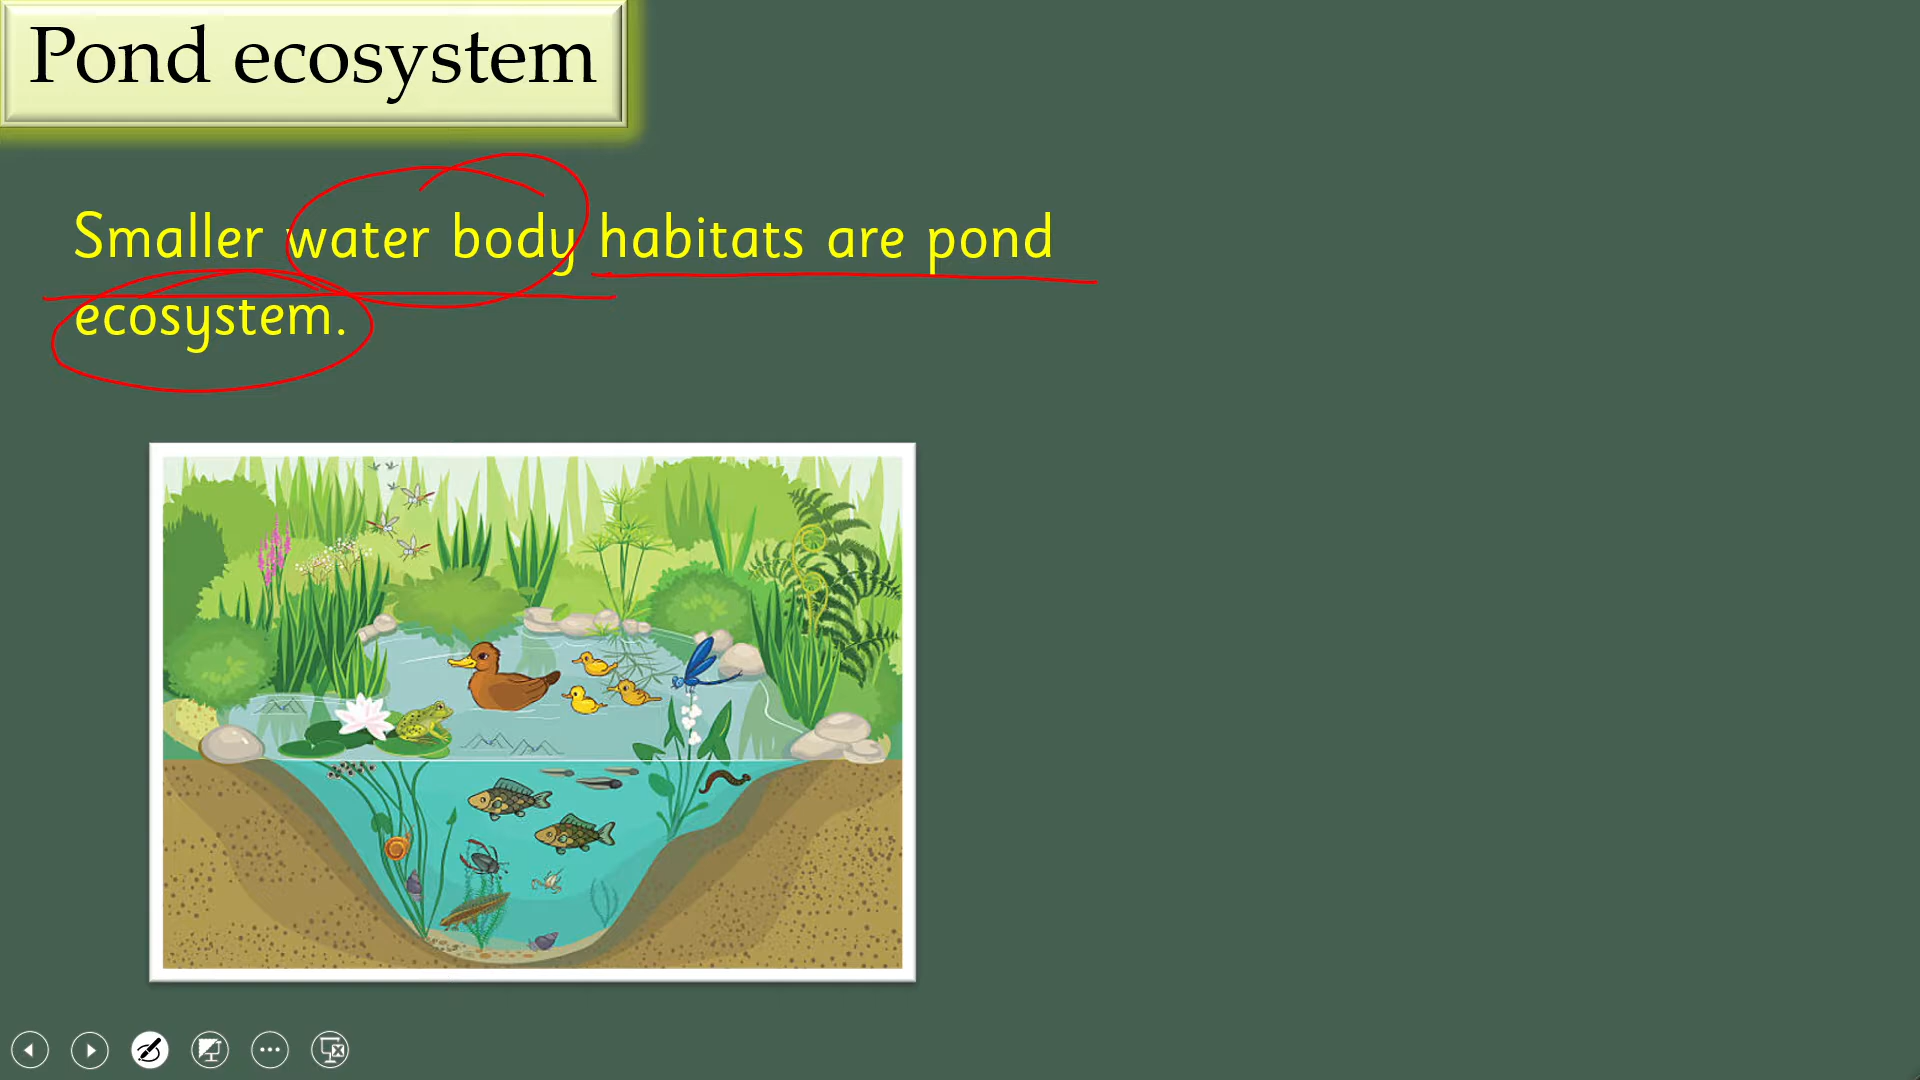 Pond ecosystem
Smaller water body habitats are pond
ecosystem.